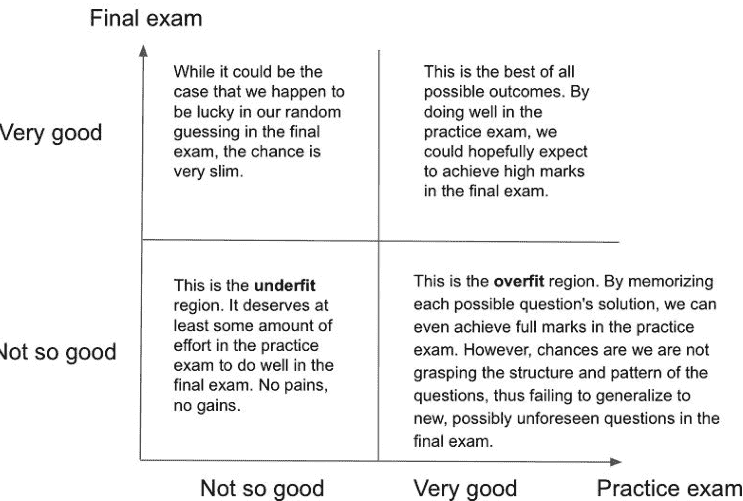 Final exam
While it could be the
case that we happen to
be lucky in our random
guessing in the final
exam, the chance is
very slim.
This is the best of all
possible outcomes. By
doing well in the
practice exam, we
could hopefully expect
to achieve high marks
in the final exam.
Very good
This is the underfit
region. It deserves at
least some amount of
effort in the practice
exam to do well in the
final exam. No pains,
no gains.
This is the overfit region. By memorizing
each possible question's solution, we can
even achieve full marks in the practice
exam. However, chances are we are not
grasping the structure and pattern of the
questions, thus failing to generalize to
new, possibly unforeseen questions in the
final exam.
Not so good
Not so good
Very good
Practice exam